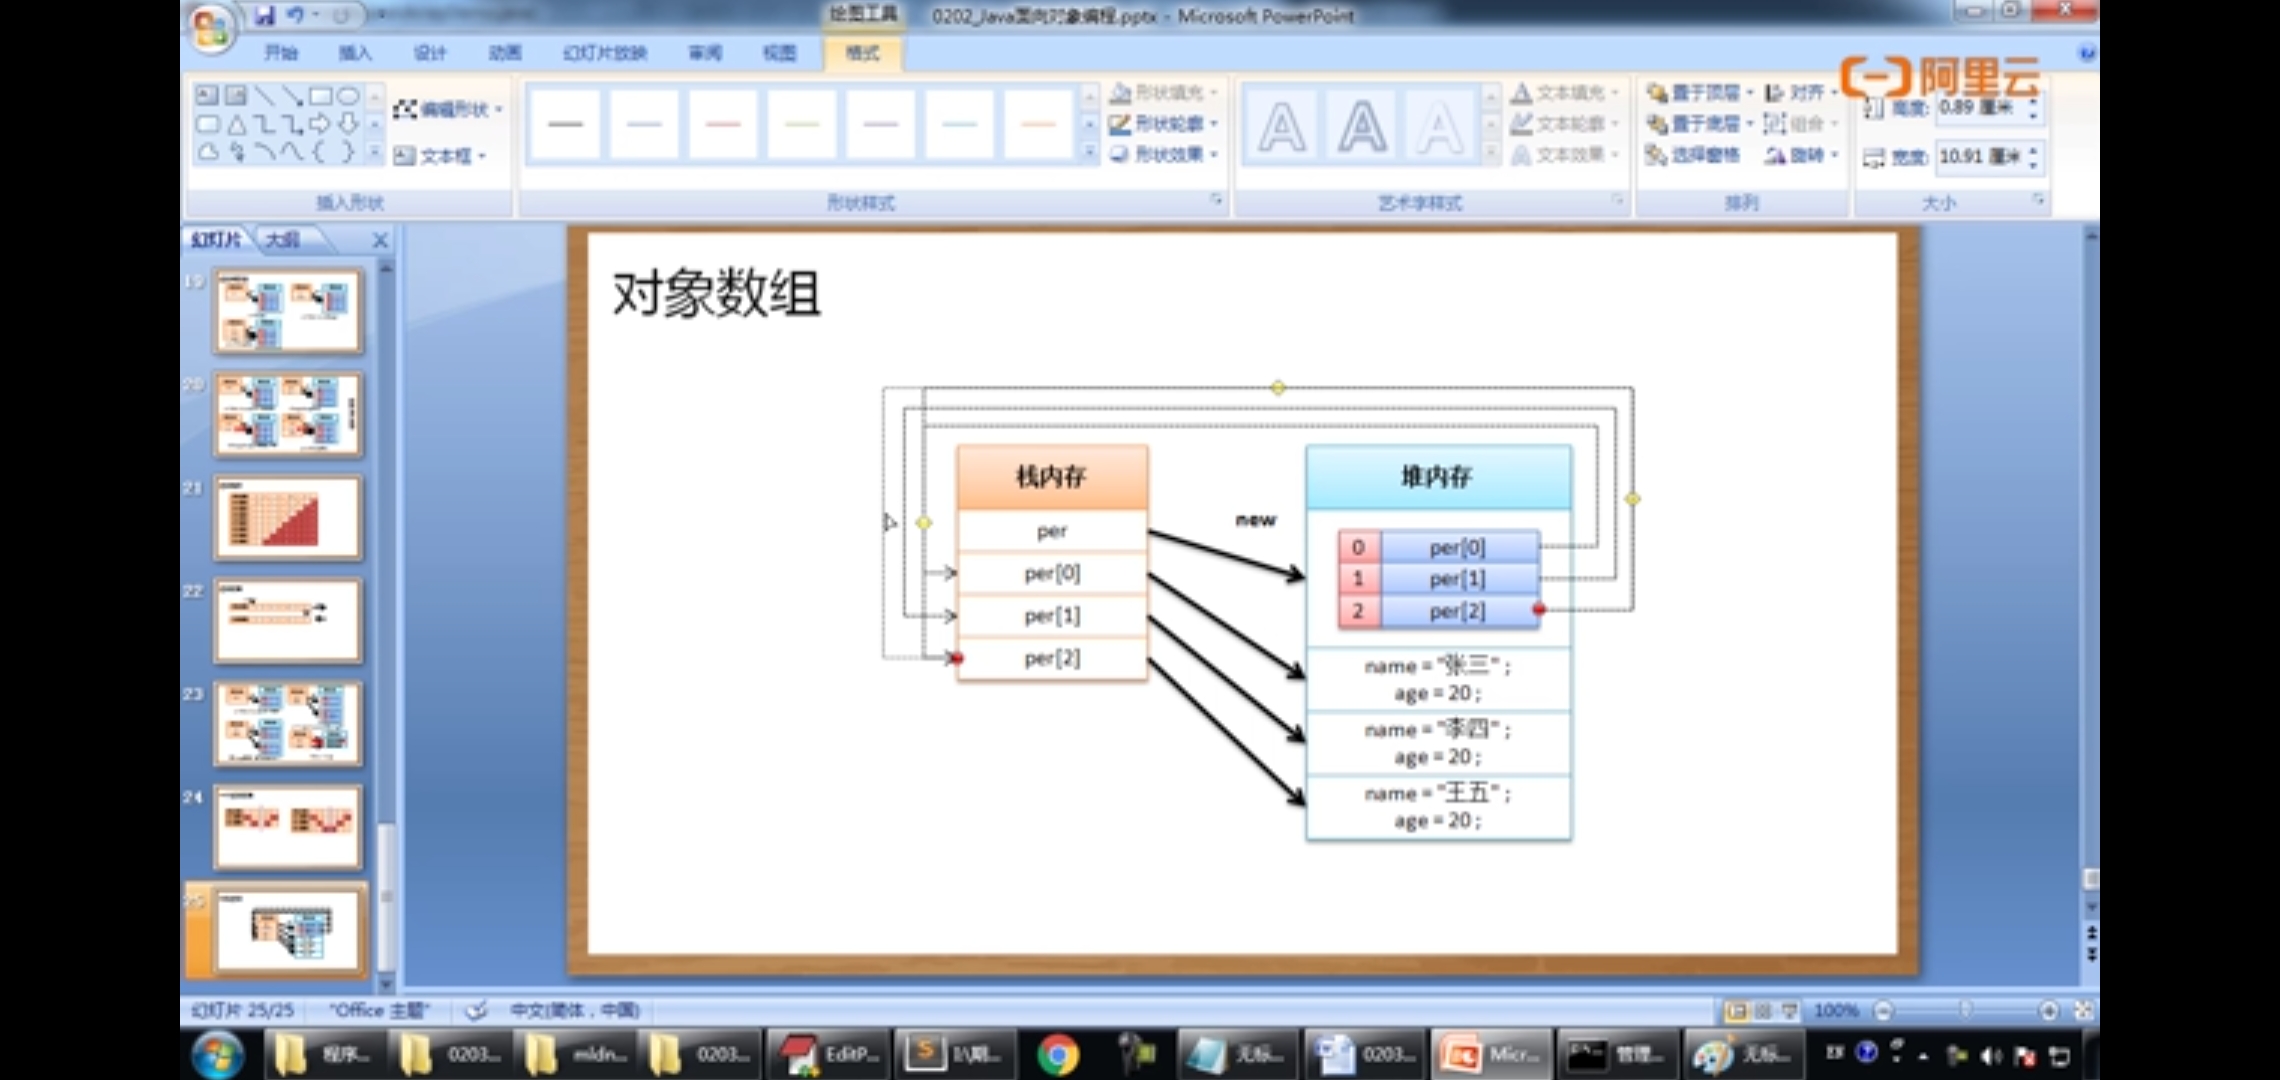 绘图工具
0202_Java面向对象编程.pptx - Microsoft PowerPoint
开始 插入 设计 动画 幻灯片放映 审阅 视图 格式
阿里云
编辑形状
文本框
插入形状
形状填充
形状轮廓
形状效果
形状样式
文本填充
文本轮廓
文本效果
艺术字样式
置于顶层 对齐
置于底层 组合
选择窗格 旋转
排列
高度: 0.89 厘米
宽度: 10.91 厘米
大小
幻灯片 大纲
19
20
21
22
23
24
25
对象数组
栈内存
per
per[0]
per[1]
per[2]
new
堆内存
0 per[0]
1 per[1]
2 per[2]
name = "张三" ;
age = 20 ;
name = "李四" ;
age = 20 ;
name = "王五" ;
age = 20 ;
幻灯片 25/25 "Office 主题" 中文(简体，中国) 100%
程序... 0203... mldn... 0203... EditP... 无标... 0203... Micr... 管理... 无标...